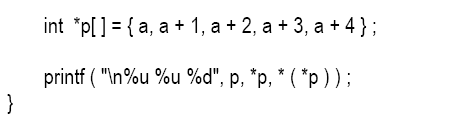 int *p[ ] = { a, a + 1, a + 2, a + 3, a + 4 } ;
printf ( "\n%u %u %d", p, *p, * ( *p ) ) ;
}